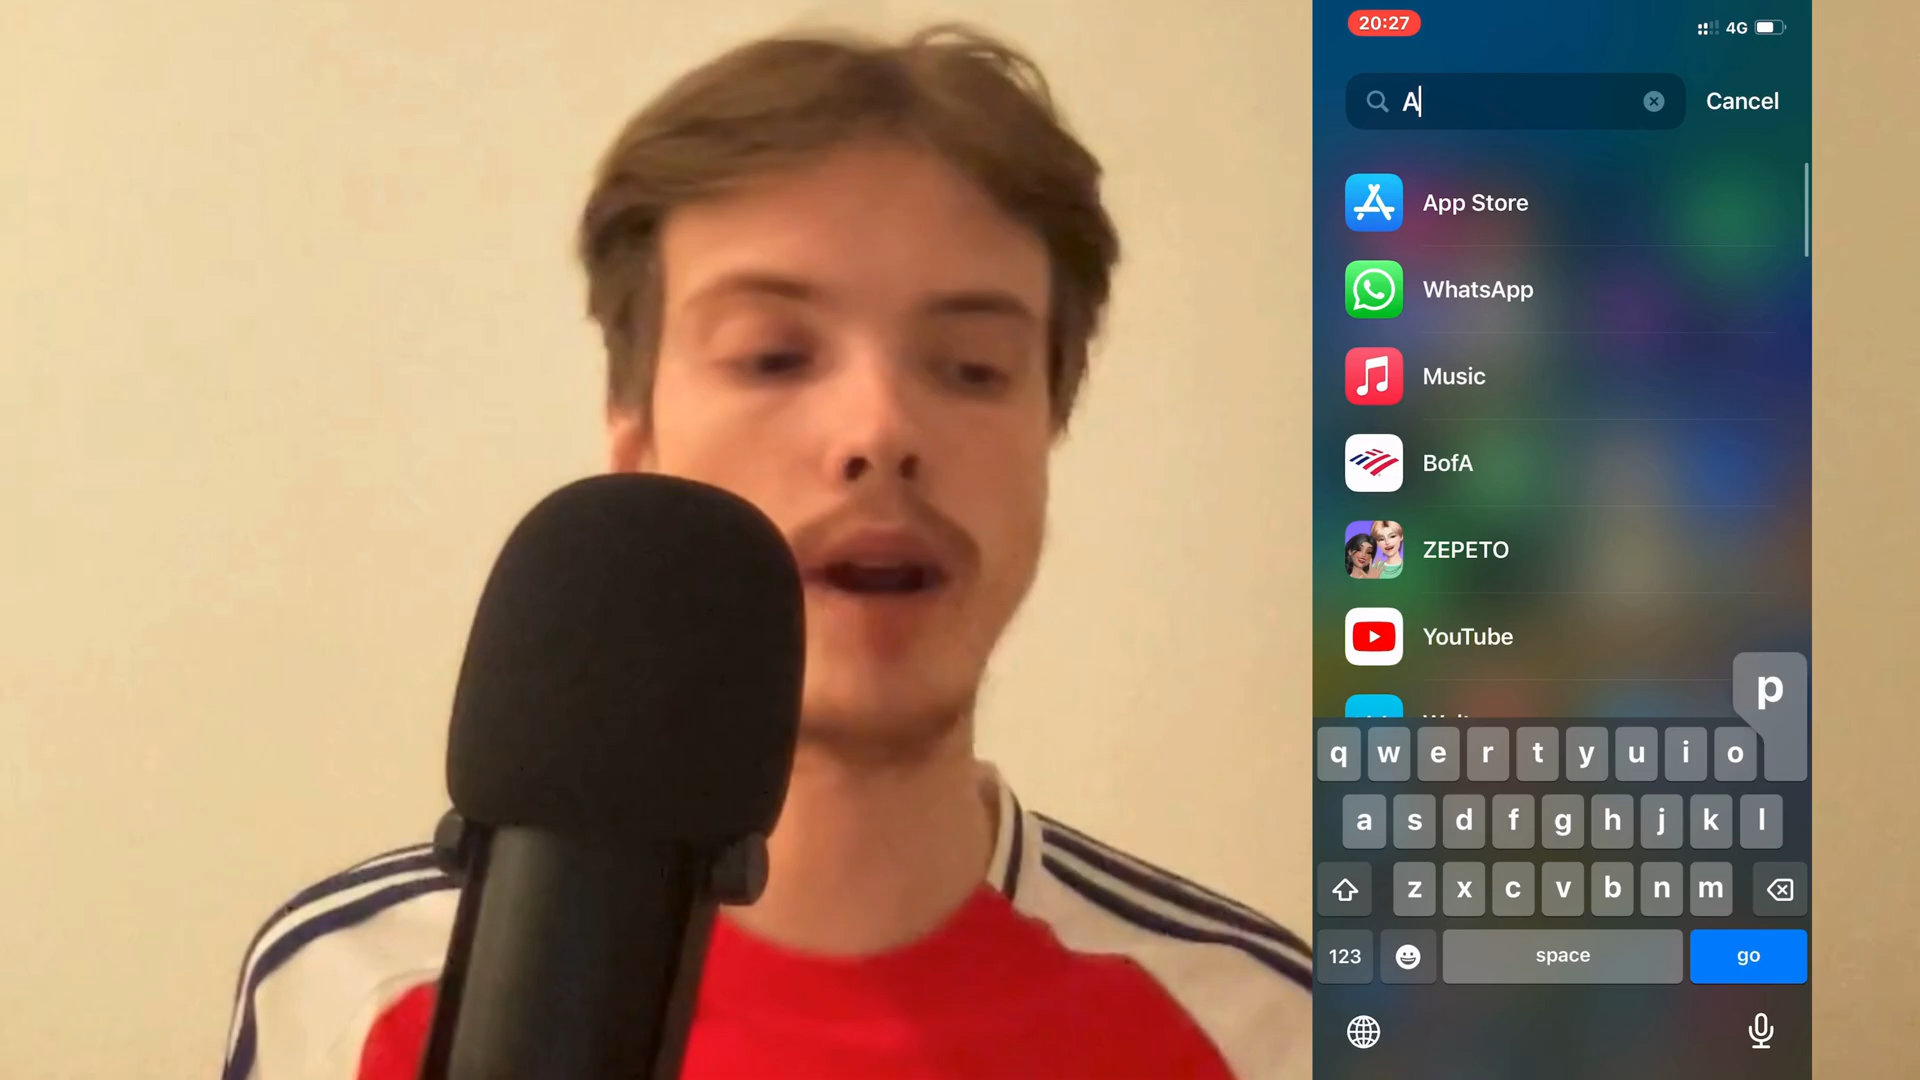 20:27
4G
A
Cancel
App Store
WhatsApp
Music
BofA
ZEPETO
YouTube
p
q w e r t y u i o
a s d f g h j k l
z x c v b n m
123
space
go